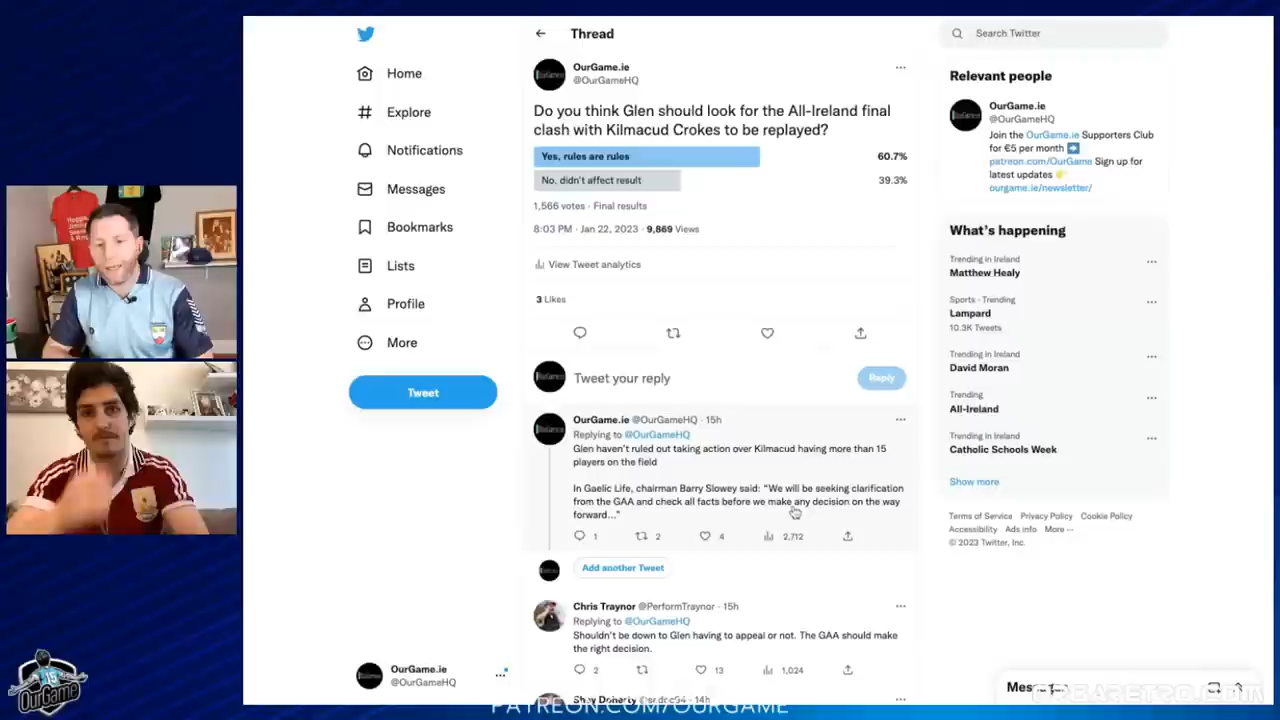 Thread
Search Twitter
OurGame.ie
@OurGameHQ
Do you think Glen should look for the All-Ireland final
clash with Kilmacud Crokes to be replayed?
Yes, rules are rules 60.7%
No, didn't affect result 39.3%
1,566 votes · Final results
8:03 PM · Jan 22, 2023 · 9,869 Views
View Tweet analytics
3 Likes
Home
Explore
Notifications
Messages
Bookmarks
Lists
Profile
More
Tweet
Tweet your reply
Reply
OurGame.ie @OurGameHQ · 15h
Replying to @OurGameHQ
Glen haven't ruled out taking action over Kilmacud having more than 15
players on the field
In Gaelic Life, chairman Barry Slowey said: "We will be seeking clarification
from the GAA and check all facts before we make any decision on the way
forward..."
1 2 4 2,712
Add another Tweet
Chris Traynor @PerformTraynor · 15h
Replying to @OurGameHQ
Shouldn't be down to Glen having to appeal or not. The GAA should make
the right decision.
2 13 1,024
14h
Relevant people
OurGame.ie
@OurGameHQ
Join the OurGame.ie Supporters Club
for €5 per month
patreon.com/OurGame Sign up for
latest updates
ourgame.ie/newsletter/
What's happening
Trending in Ireland
Matthew Healy
Sports · Trending
Lampard
10.3K Tweets
Trending in Ireland
David Moran
Trending
All-Ireland
Trending in Ireland
Catholic Schools Week
Show more
Terms of Service Privacy Policy Cookie Policy
Accessibility Ads info More ···
© 2023 Twitter, Inc.
OurGame.ie
@OurGameHQ
15
OurGame
PATREON.COM/OURGAME